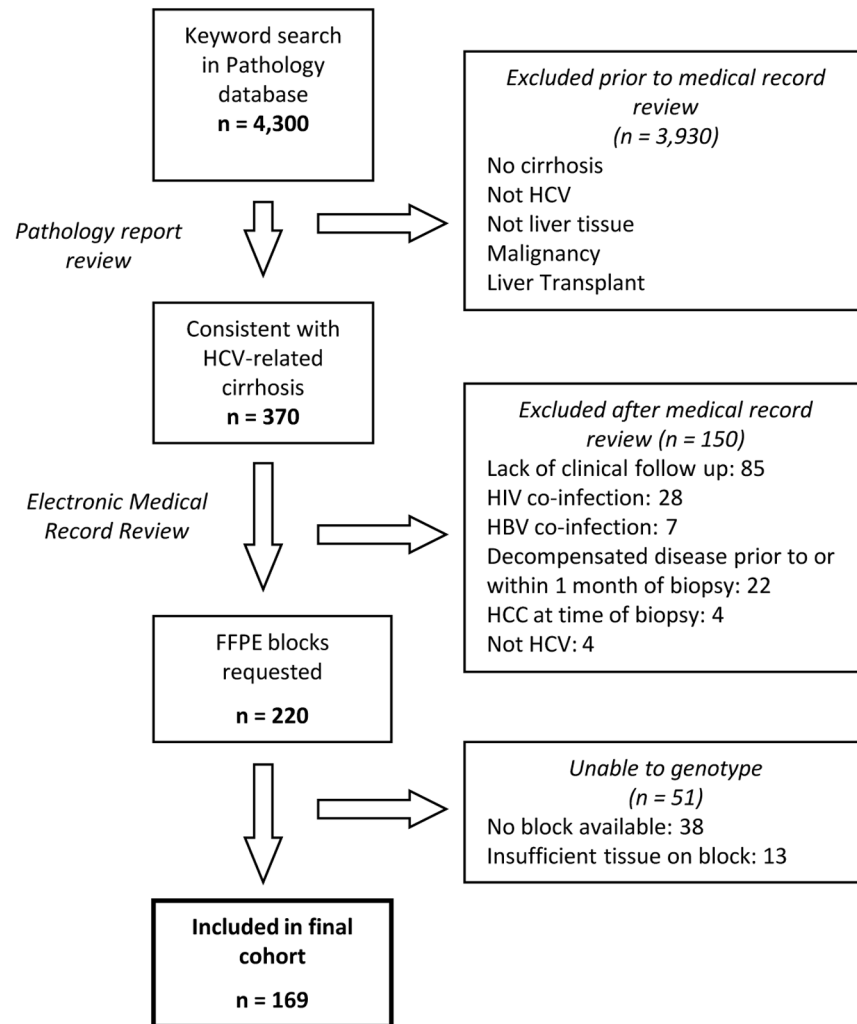 Keyword search
in Pathology
database
n = 4,300
Excluded prior to medical record
review
(n = 3,930)
No cirrhosis
Not HCV
Not liver tissue
Malignancy
Liver Transplant
Pathology report
review
Consistent with
HCV-related
cirrhosis
n = 370
Excluded after medical record
review (n = 150)
Lack of clinical follow up: 85
HIV co-infection: 28
HBV co-infection: 7
Decompensated disease prior to or
within 1 month of biopsy: 22
HCC at time of biopsy: 4
Not HCV: 4
Electronic Medical
Record Review
FFPE blocks
requested
n = 220
Unable to genotype
(n = 51)
No block available: 38
Insufficient tissue on block: 13
Included in final
cohort
n = 169